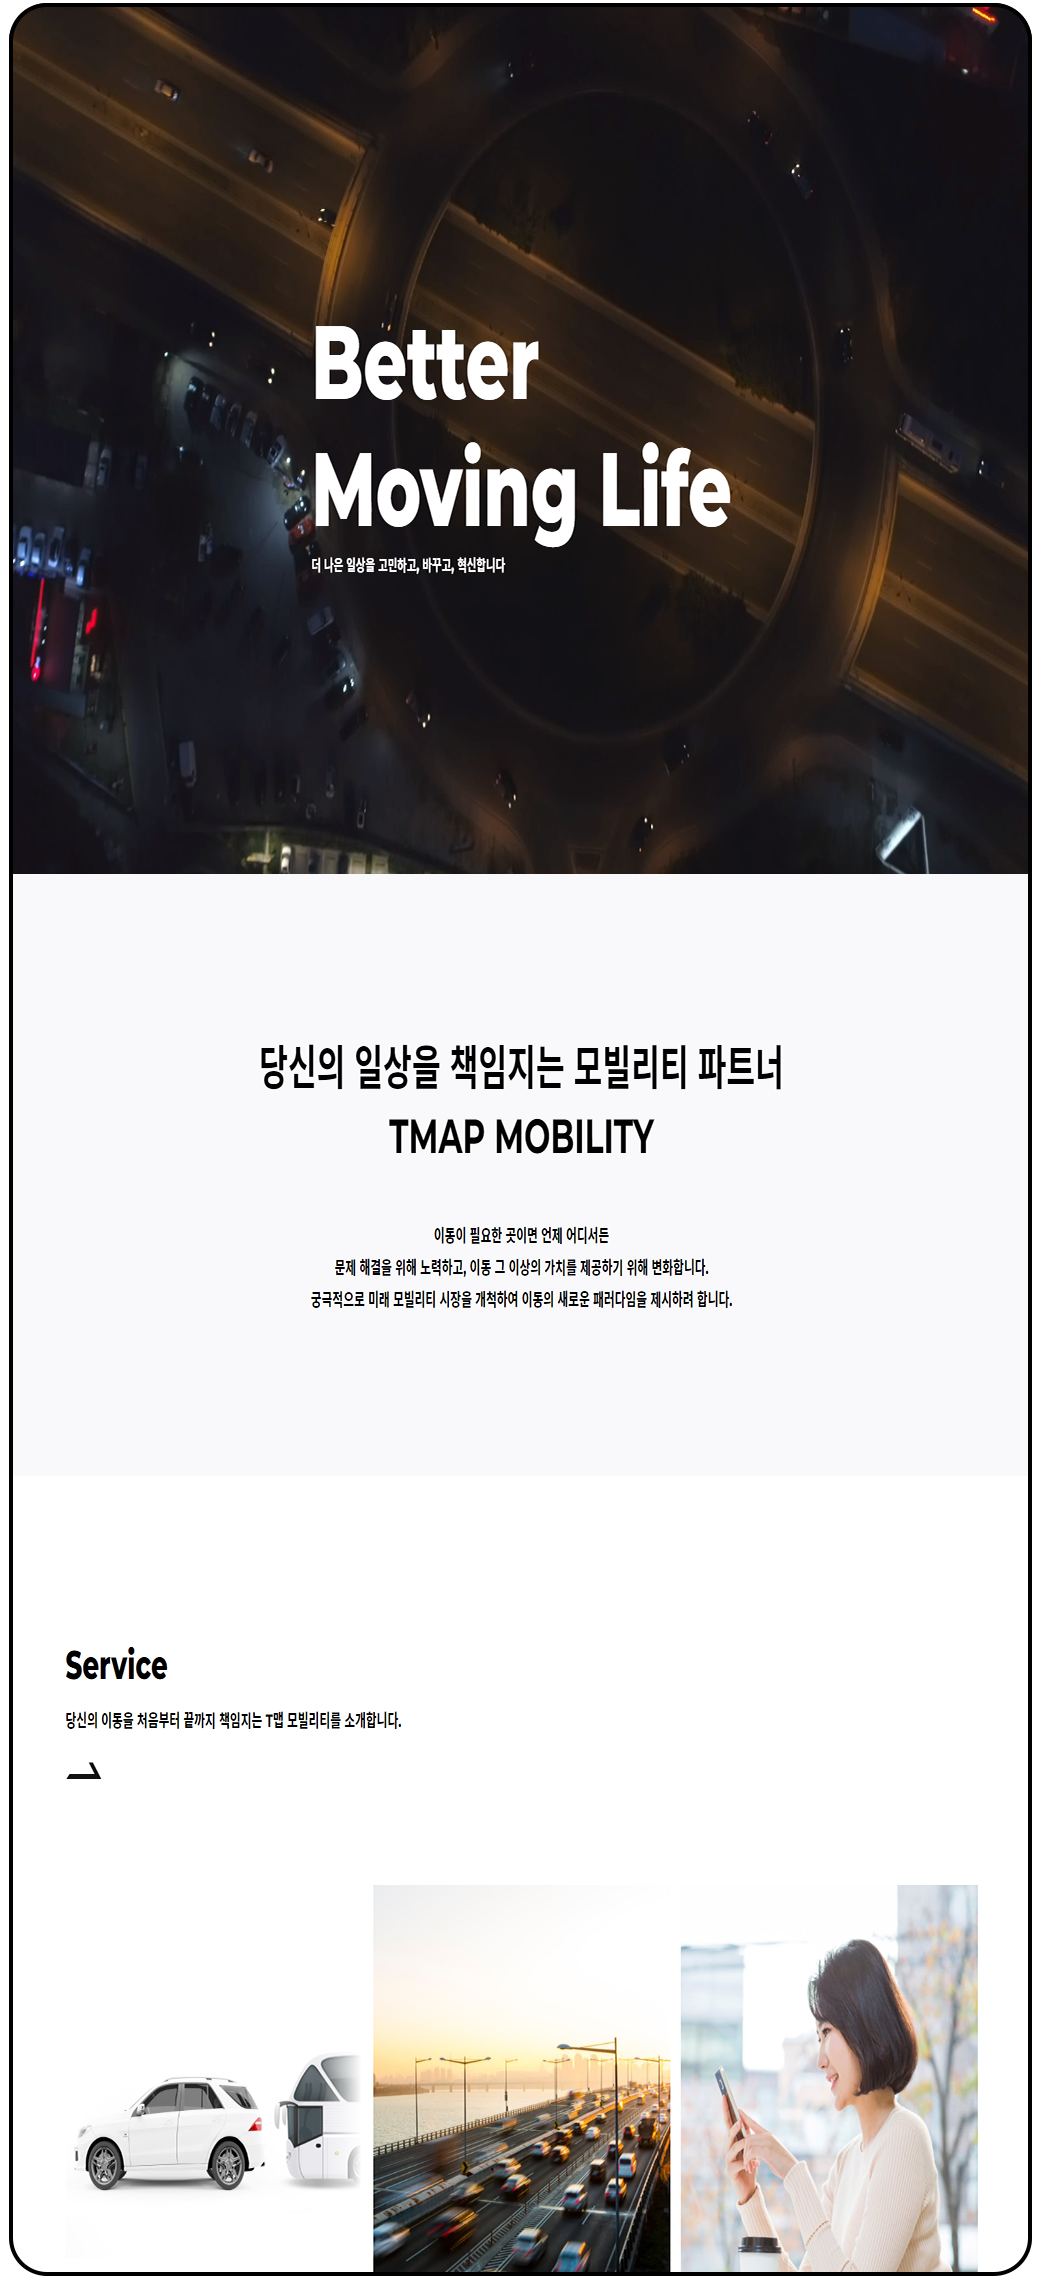 Better
Moving Life
더 나은 일상을 고민하고, 바꾸고, 혁신합니다
당신의 일상을 책임지는 모빌리티 파트너
TMAP MOBILITY
이동이 필요한 곳이면 언제 어디서든
문제 해결을 위해 노력하고, 이동 그 이상의 가치를 제공하기 위해 변화합니다.
궁극적으로 미래 모빌리티 시장을 개척하여 이동의 새로운 패러다임을 제시하려 합니다.
Service
당신의 이동을 처음부터 끝까지 책임지는 T맵 모빌리티를 소개합니다.